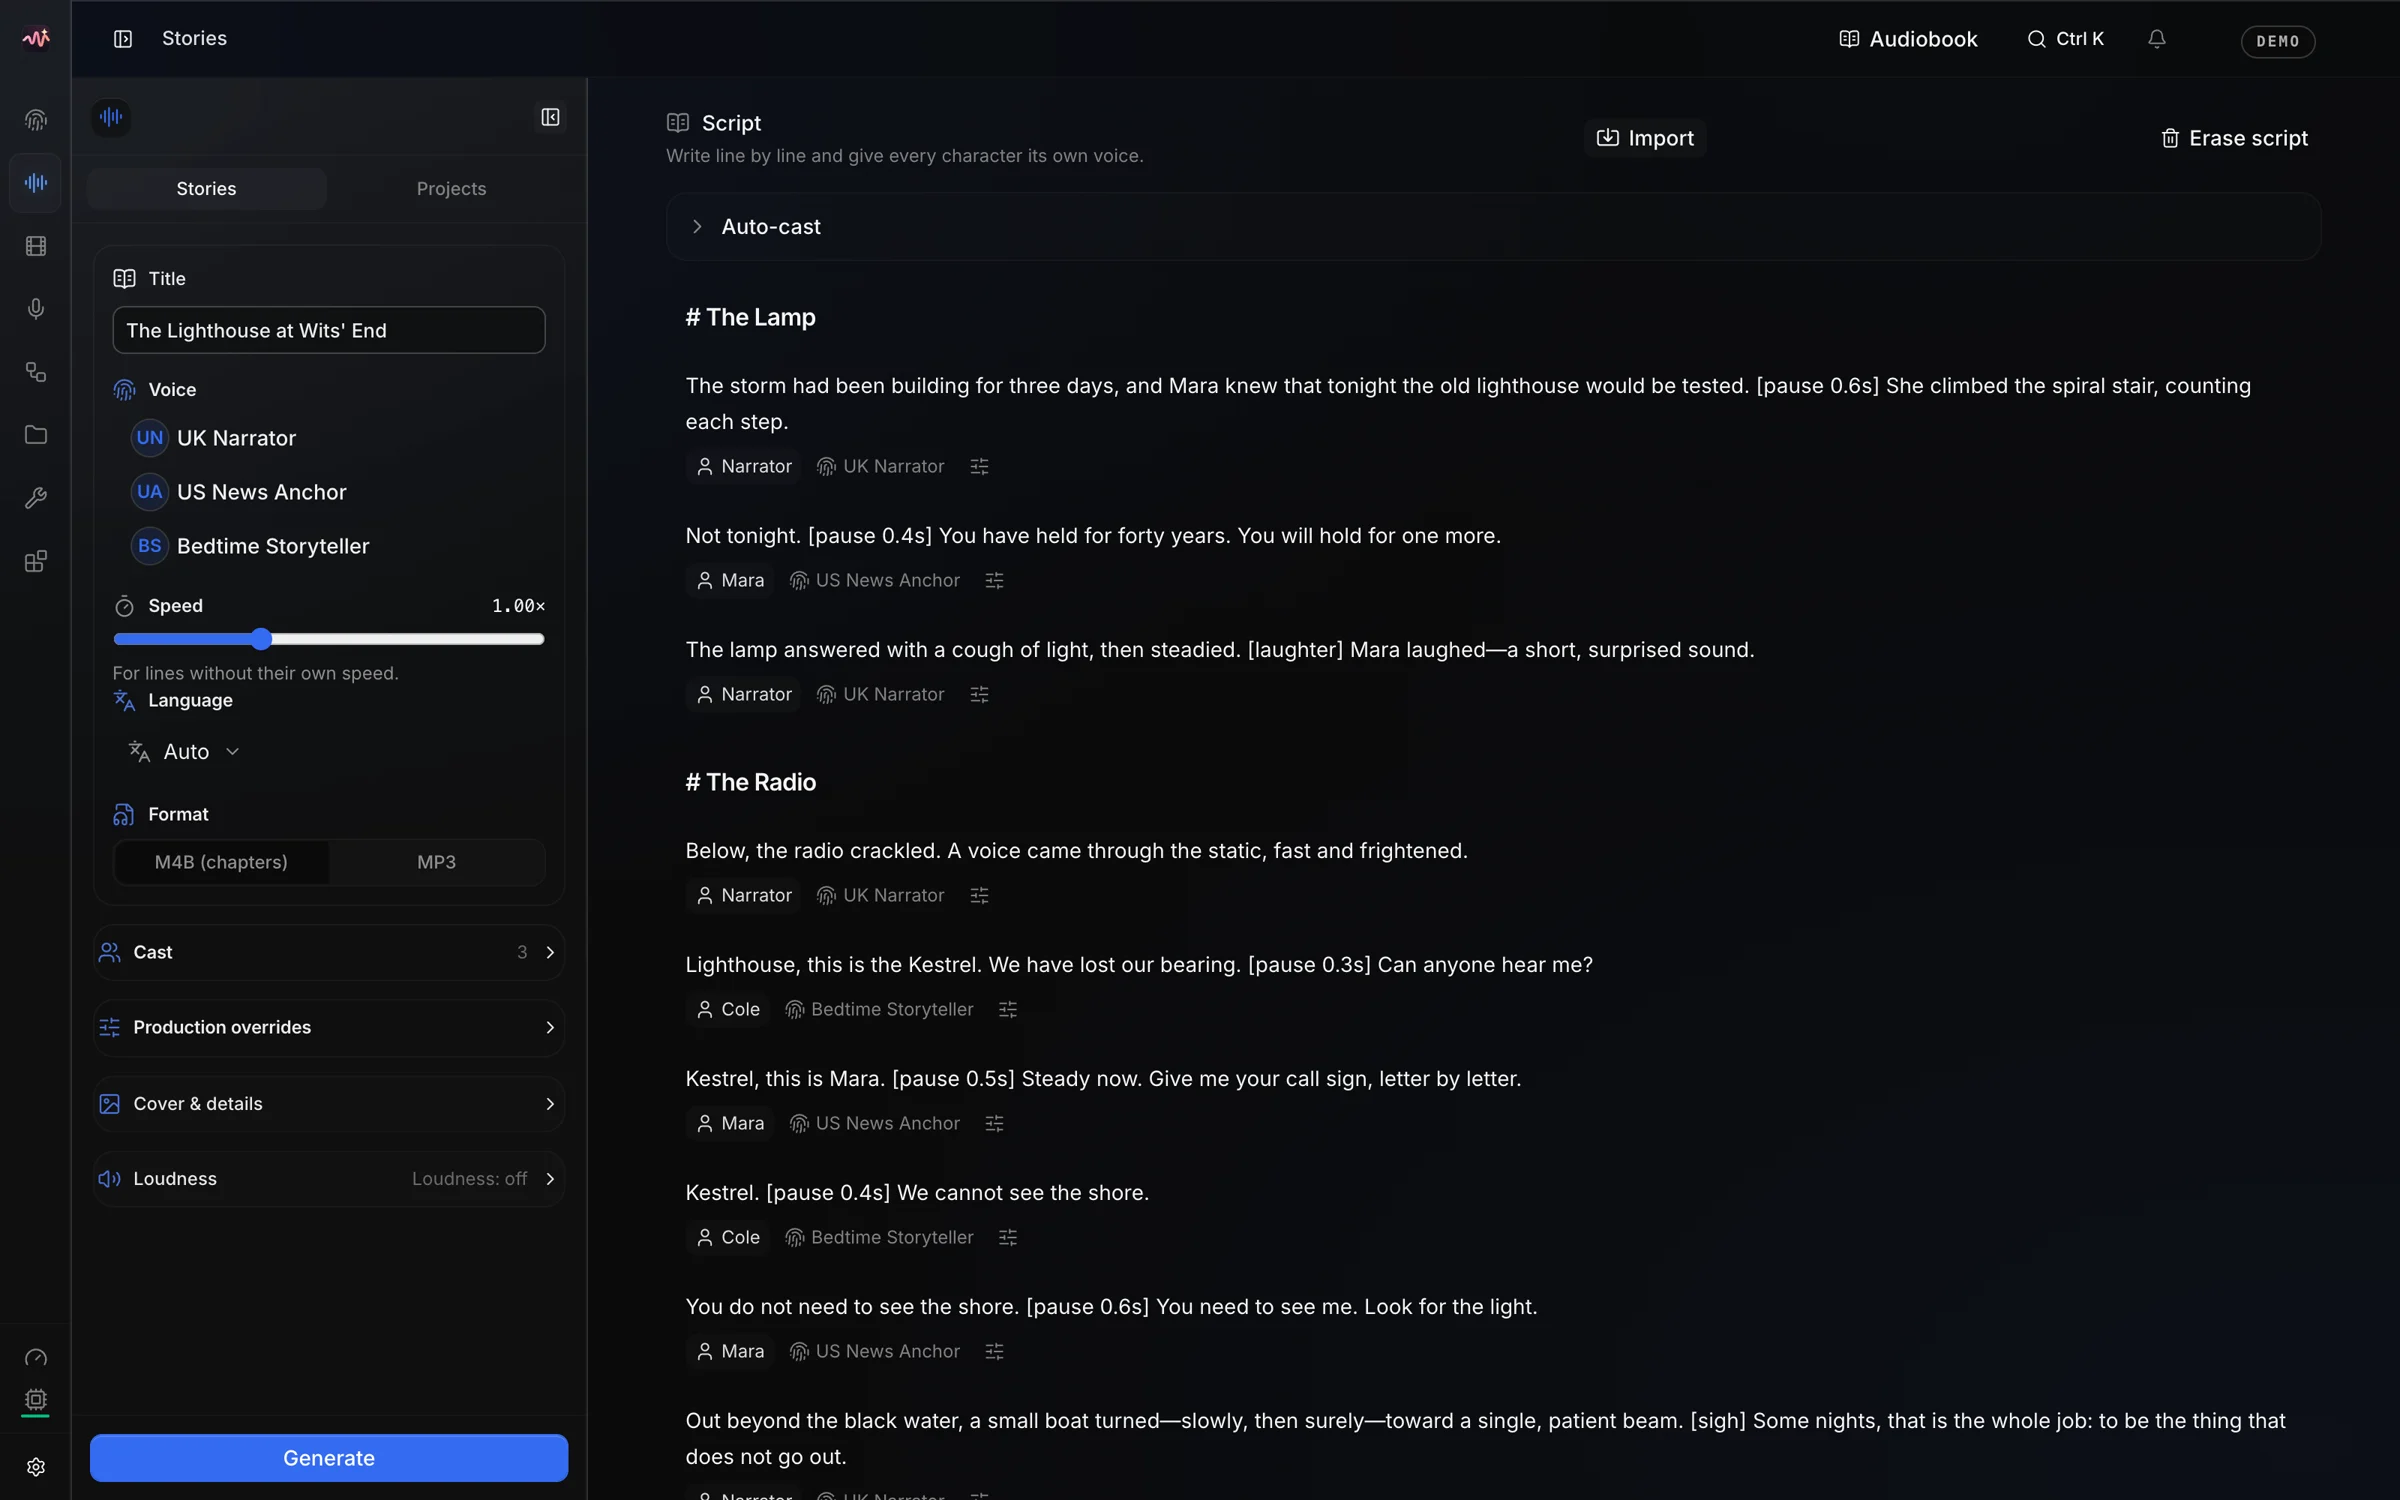 Stories
Audiobook
Ctrl K
DEMO
Stories
Projects
Title
The Lighthouse at Wits' End
Voice
UN UK Narrator
UA US News Anchor
BS Bedtime Storyteller
Speed 1.00×
For lines without their own speed.
Language
Auto
Format
M4B (chapters)
MP3
Cast 3
Production overrides
Cover & details
Loudness Loudness: off
Generate
Script
Write line by line and give every character its own voice.
Import
Erase script
Auto-cast
# The Lamp
The storm had been building for three days, and Mara knew that tonight the old lighthouse would be tested. [pause 0.6s] She climbed the spiral stair, counting
each step.
Narrator UK Narrator
Not tonight. [pause 0.4s] You have held for forty years. You will hold for one more.
Mara US News Anchor
The lamp answered with a cough of light, then steadied. [laughter] Mara laughed—a short, surprised sound.
Narrator UK Narrator
# The Radio
Below, the radio crackled. A voice came through the static, fast and frightened.
Narrator UK Narrator
Lighthouse, this is the Kestrel. We have lost our bearing. [pause 0.3s] Can anyone hear me?
Cole Bedtime Storyteller
Kestrel, this is Mara. [pause 0.5s] Steady now. Give me your call sign, letter by letter.
Mara US News Anchor
Kestrel. [pause 0.4s] We cannot see the shore.
Cole Bedtime Storyteller
You do not need to see the shore. [pause 0.6s] You need to see me. Look for the light.
Mara US News Anchor
Out beyond the black water, a small boat turned—slowly, then surely—toward a single, patient beam. [sigh] Some nights, that is the whole job: to be the thing that
does not go out.
Narrator UK Narrator